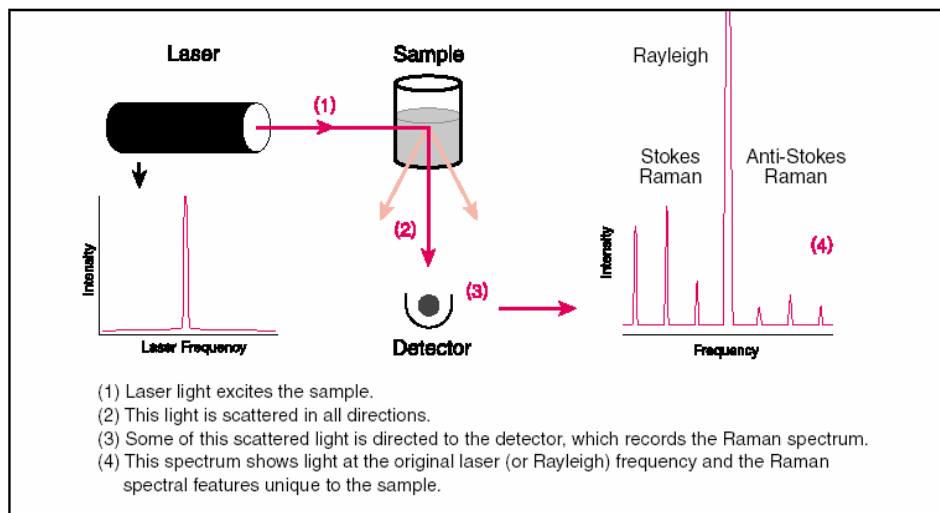 Laser
Sample
Rayleigh
(1)
Stokes
Raman
Anti-Stokes
Raman
(2)
(3)
(4)
Intensity
Laser Frequency
Detector
Intensity
Frequency
(1) Laser light excites the sample.
(2) This light is scattered in all directions.
(3) Some of this scattered light is directed to the detector, which records the Raman spectrum.
(4) This spectrum shows light at the original laser (or Rayleigh) frequency and the Raman
spectral features unique to the sample.